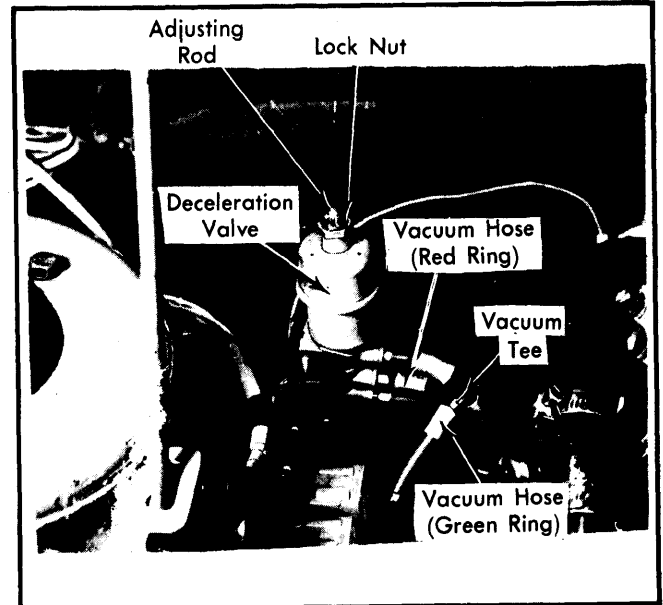 Adjusting
Rod
Lock Nut
Deceleration
Valve
Vacuum Hose
(Red Ring)
Vacuum
Tee
Vacuum Hose
(Green Ring)